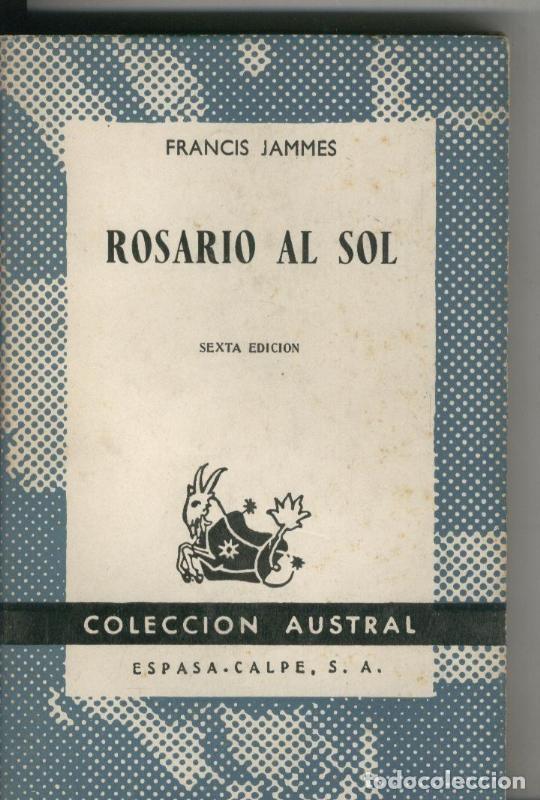 FRANCIS JAMMES
ROSARIO AL SOL
SEXTA EDICION
COLECCION AUSTRAL
ESPASA-CALPE, S. A.
todocoleccion